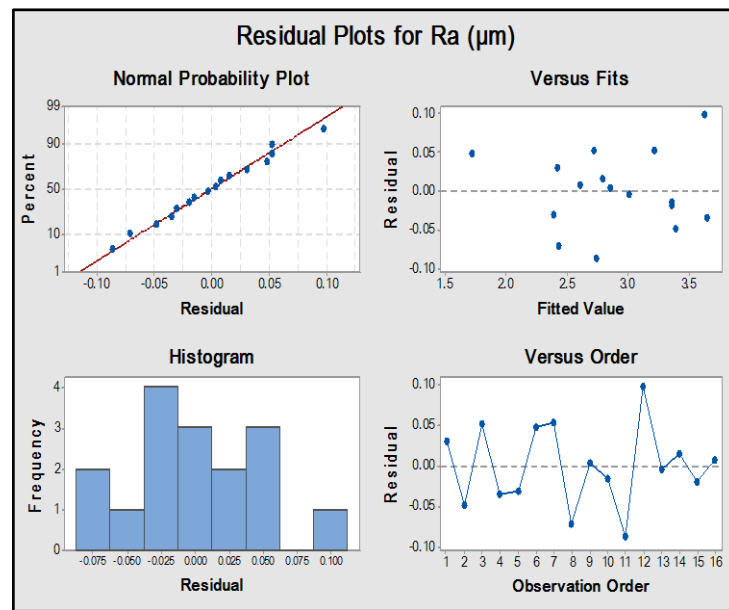 Residual Plots for Ra (µm)
Normal Probability Plot
99
90
50
10
1
Percent
-0.10 -0.05 0.00 0.05 0.10
Residual
Versus Fits
0.10
0.05
0.00
-0.05
-0.10
Residual
1.5 2.0 2.5 3.0 3.5
Fitted Value
Histogram
4
3
2
1
0
Frequency
-0.075 -0.050 -0.025 0.000 0.025 0.050 0.075 0.100
Residual
Versus Order
0.10
0.05
0.00
-0.05
-0.10
Residual
1 2 3 4 5 6 7 8 9 10 11 12 13 14 15 16
Observation Order